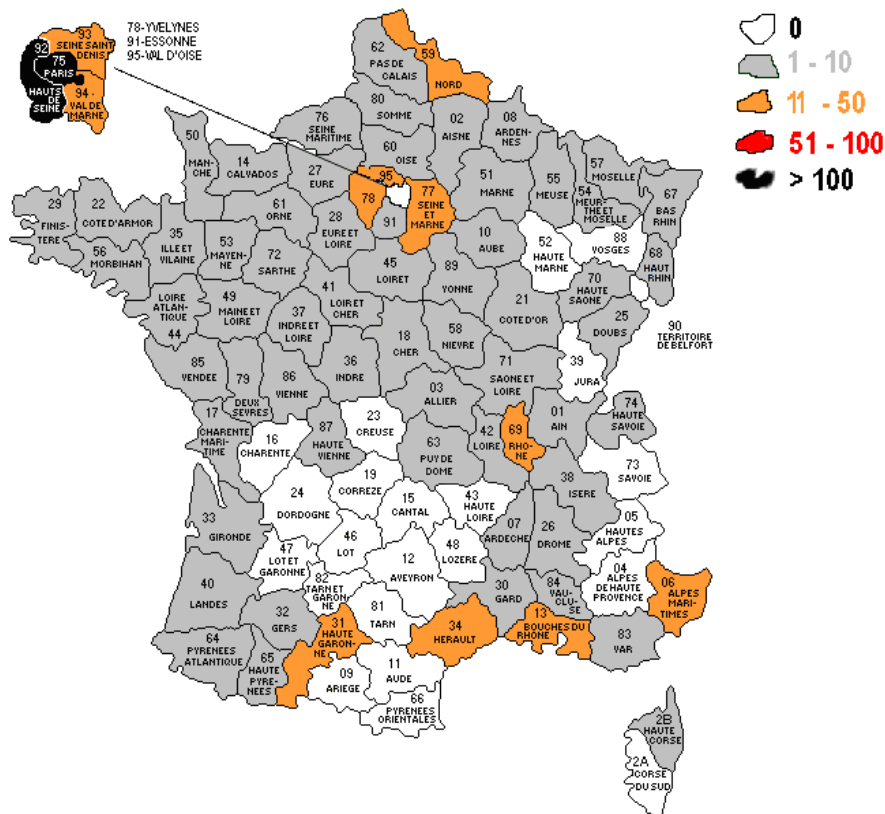 78-YVELYNES
91-ESSONNE
95-VAL D'OISE
0
1 - 10
11 - 50
51 - 100
> 100
93
SEINE SAINT
DENIS
92
75
PARIS
HAUTS
DE
SEINE
94 -
VAL DE
MARNE
59
NORD
62
PAS DE
CALAIS
80
SOMME
76
SEINE
MARITIME
02
AISNE
08
ARDEN-
NES
60
OISE
50
MAN-
CHE
14
CALVADOS
27
EURE
95
78
91
77
SEINE
ET
MARNE
51
MARNE
55
MEUSE
57
MOSELLE
54
MEUR-
THE ET
MOSELLE
67
BAS
RHIN
29
FINIS-
TERE
22
COTE D'ARMOR
56
MORBIHAN
35
ILLE ET
VILAINE
53
MAYEN-
NE
61
ORNE
72
SARTHE
28
EURE ET
LOIRE
45
LOIRET
10
AUBE
52
HAUTE
MARNE
88
VOSGES
68
HAUT
RHIN
89
YONNE
70
HAUTE
SAONE
LOIRE
ATLAN-
TIQUE
44
49
MAINE ET
LOIRE
37
INDRE ET
LOIRE
41
LOIR ET
CHER
18
CHER
58
NIEVRE
21
COTE D'OR
25
DOUBS
90
TERRITOIRE
DE BELFORT
85
VENDEE
79
DEUX
SEVRES
86
VIENNE
36
INDRE
03
ALLIER
71
SAONE ET
LOIRE
39
JURA
17
CHARENTE
MARI-
TIME
16
CHARENTE
87
HAUTE
VIENNE
23
CREUSE
63
PUY DE
DOME
42
LOIRE
69
RHO-
NE
01
AIN
74
HAUTE
SAVOIE
73
SAVOIE
38
ISERE
33
GIRONDE
24
DORDOGNE
19
CORREZE
15
CANTAL
43
HAUTE
LOIRE
07
ARDECHE
26
DROME
05
HAUTES
ALPES
47
LOT ET
GARONNE
46
LOT
12
AVEYRON
48
LOZERE
04
ALPES
DE HAUTE
PROVENCE
06
ALPES
MARI-
TIMES
40
LANDES
82
TARN ET
GARON-
NE
81
TARN
30
GARD
84
VAU-
CLU-
SE
32
GERS
31
HAUTE
GARON-
NE
34
HERAULT
13
BOUCHES DU
RHÔNE
83
VAR
64
PYRENEES
ATLANTIQUE
65
HAUTE
PYRE-
NEES
09
ARIEGE
11
AUDE
66
PYRENEES
ORIENTALES
2B
HAUTE
CORSE
2A
CORSE
DU SUD